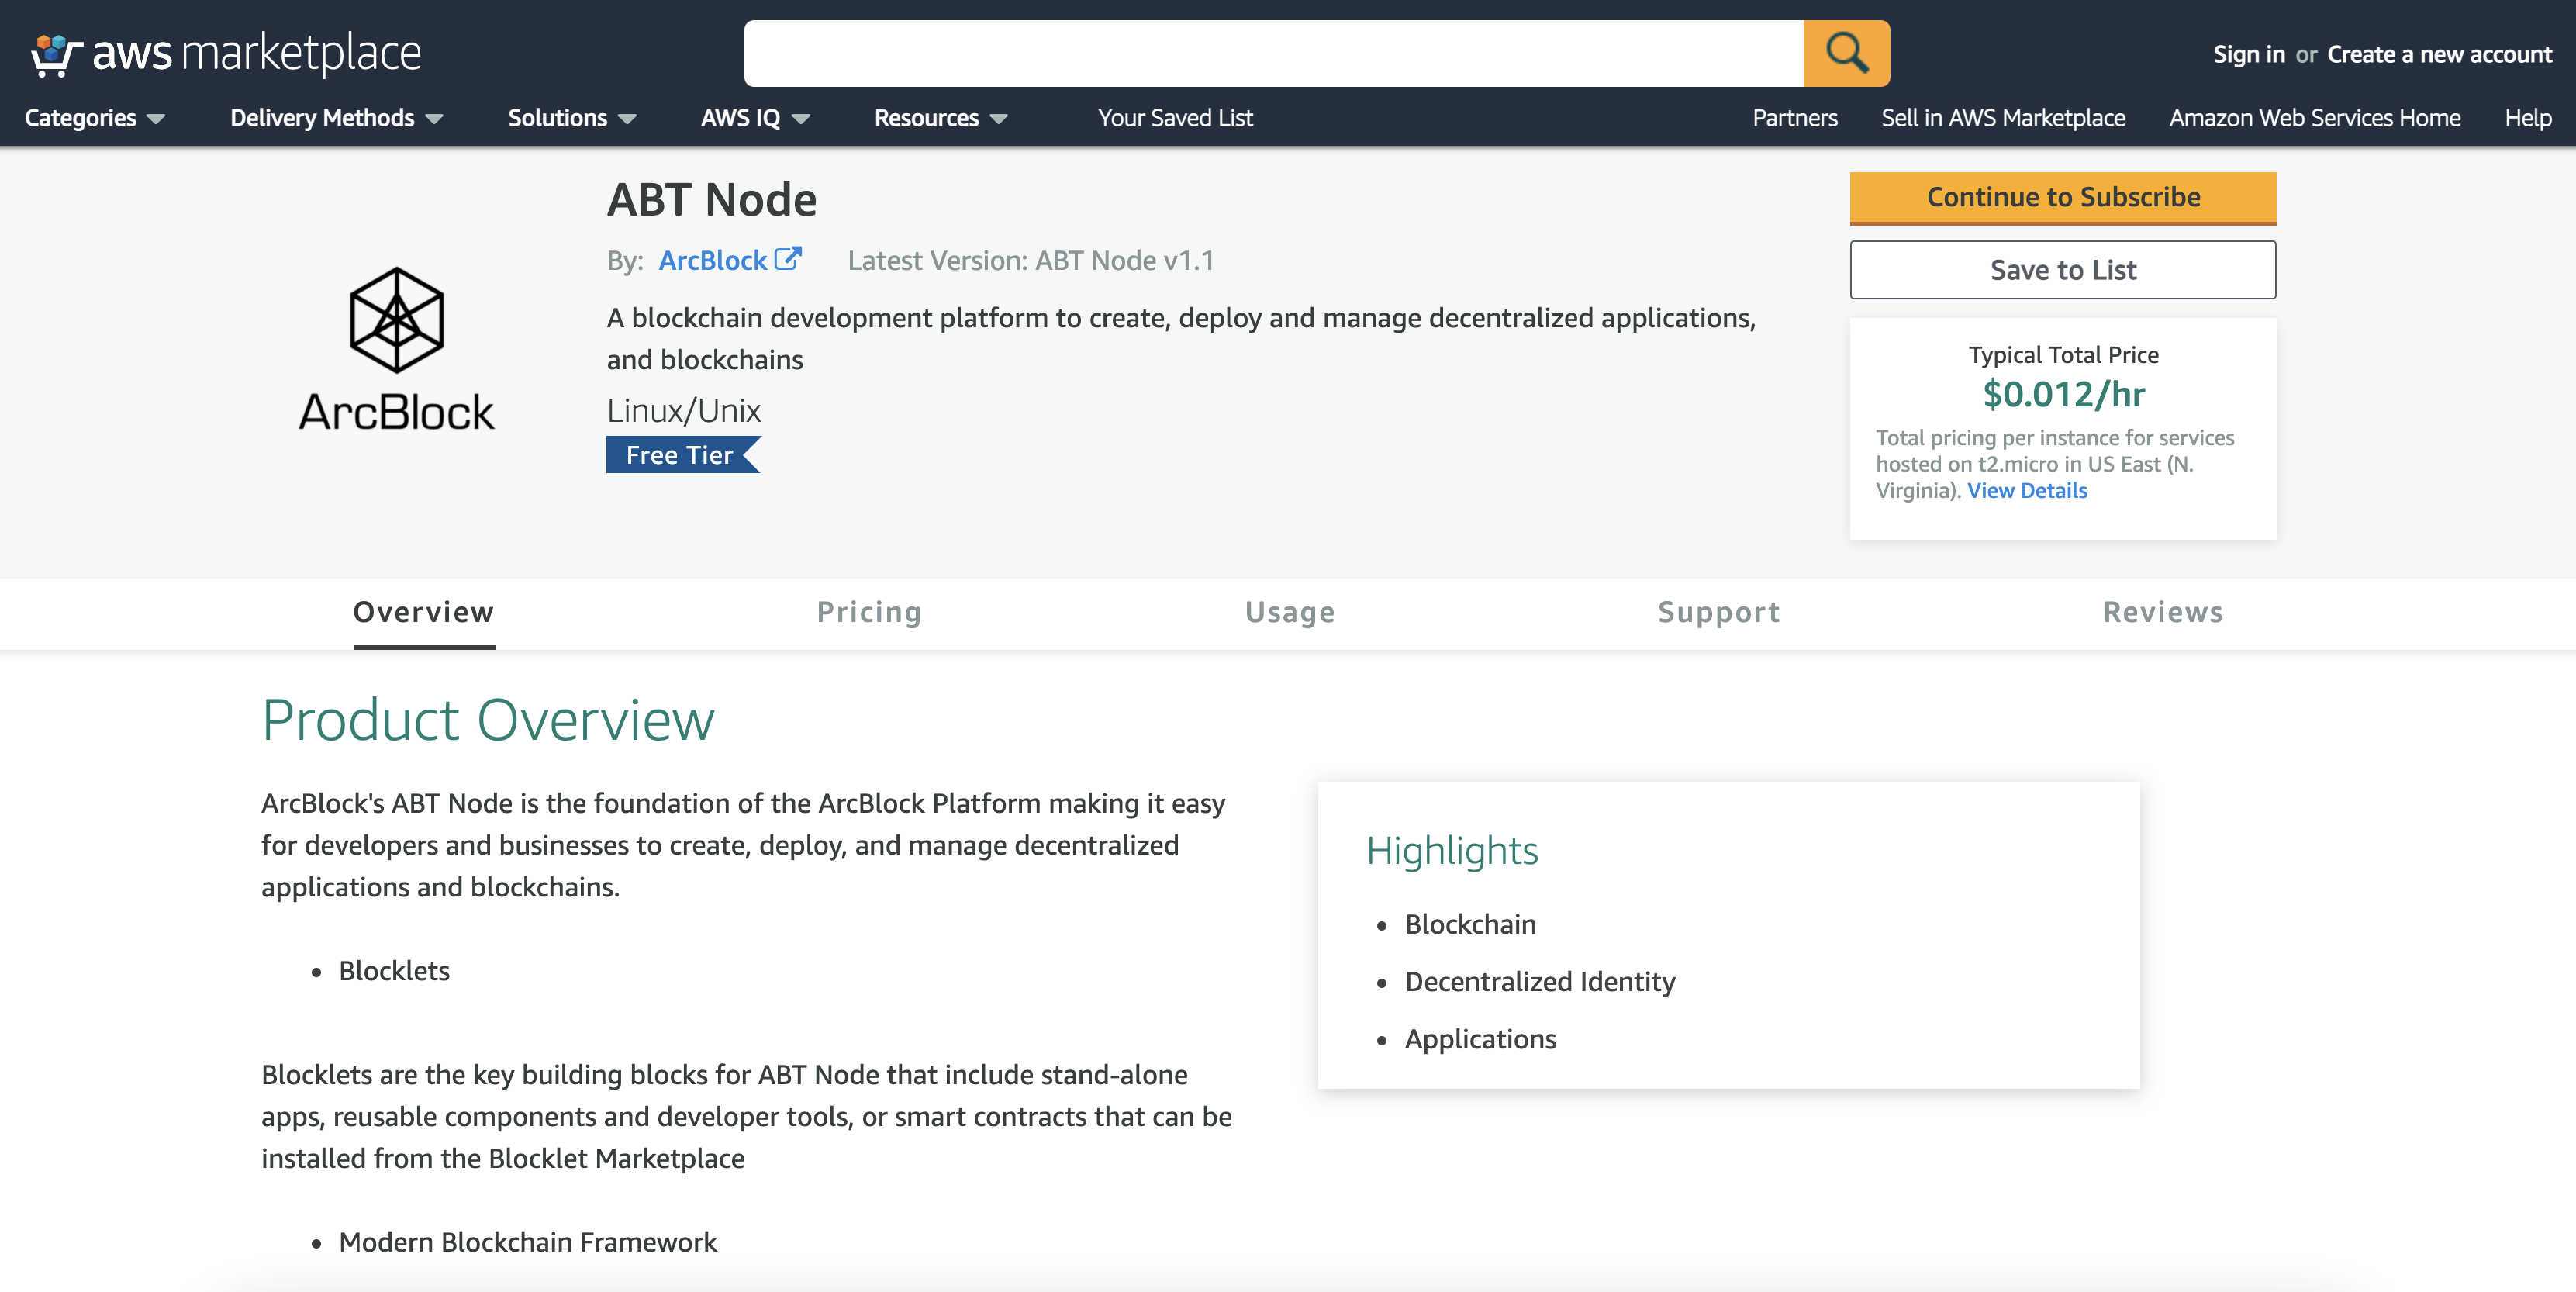 aws marketplace
Sign in or Create a new account
Categories Delivery Methods Solutions AWS IQ Resources Your Saved List Partners Sell in AWS Marketplace Amazon Web Services Home Help
ArcBlock
ABT Node
By: ArcBlock Latest Version: ABT Node v1.1
A blockchain development platform to create, deploy and manage decentralized applications,
and blockchains
Linux/Unix
Free Tier
Continue to Subscribe
Save to List
Typical Total Price
$0.012/hr
Total pricing per instance for services
hosted on t2.micro in US East (N.
Virginia). View Details
Overview Pricing Usage Support Reviews
Product Overview
ArcBlock's ABT Node is the foundation of the ArcBlock Platform making it easy
for developers and businesses to create, deploy, and manage decentralized
applications and blockchains.
• Blocklets
Blocklets are the key building blocks for ABT Node that include stand-alone
apps, reusable components and developer tools, or smart contracts that can be
installed from the Blocklet Marketplace
• Modern Blockchain Framework
Highlights
• Blockchain
• Decentralized Identity
• Applications